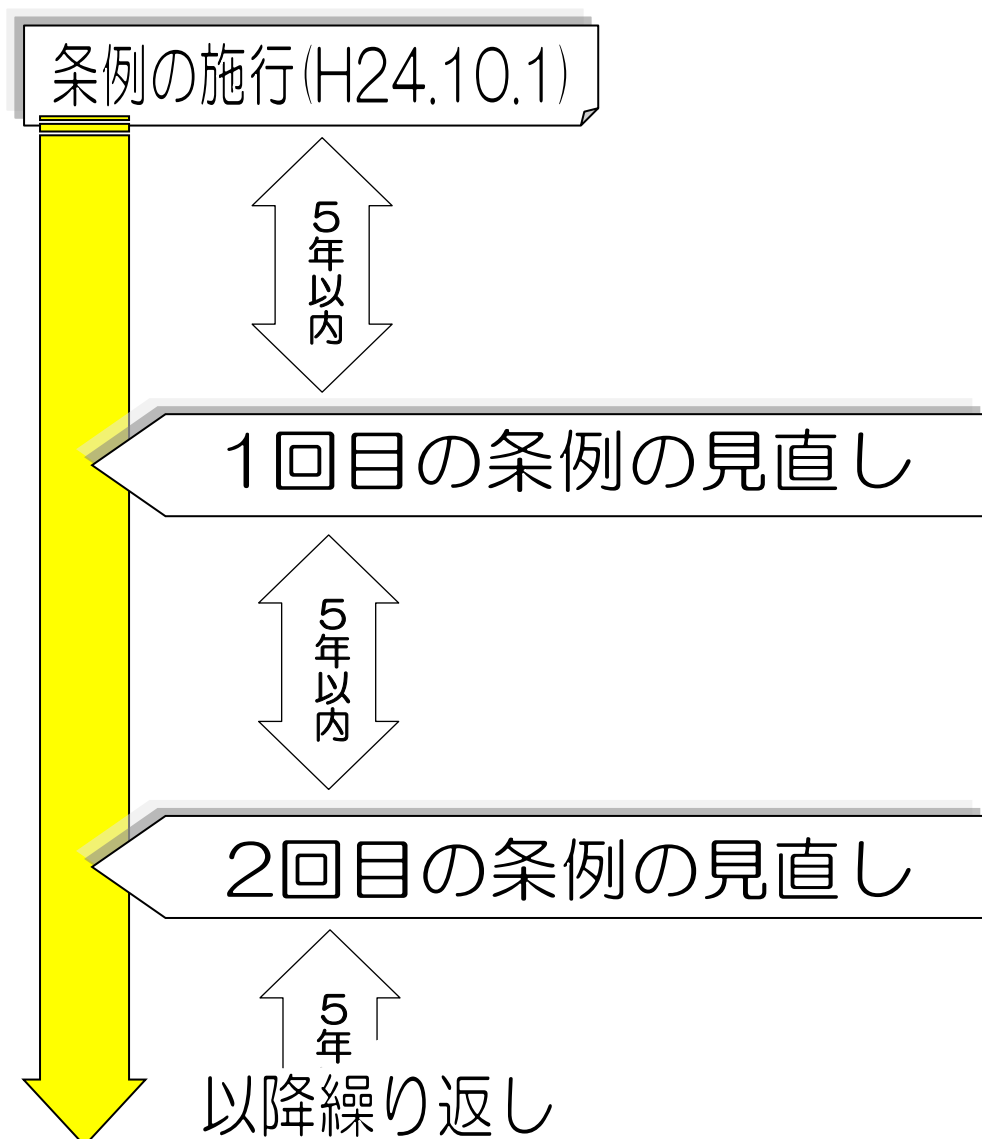 条例の施行(H24.10.1)
5年以内
1回目の条例の見直し
5年以内
2回目の条例の見直し
5年
以降繰り返し